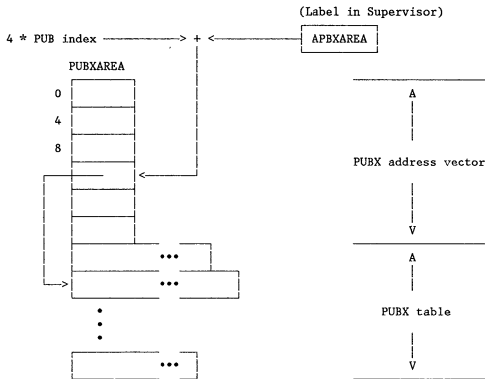 (Label in Supervisor)
4 * PUB index -----> + <----- APBXAREA
PUBXAREA
0
4
8
A
PUBX address vector
V
A
PUBX table
V